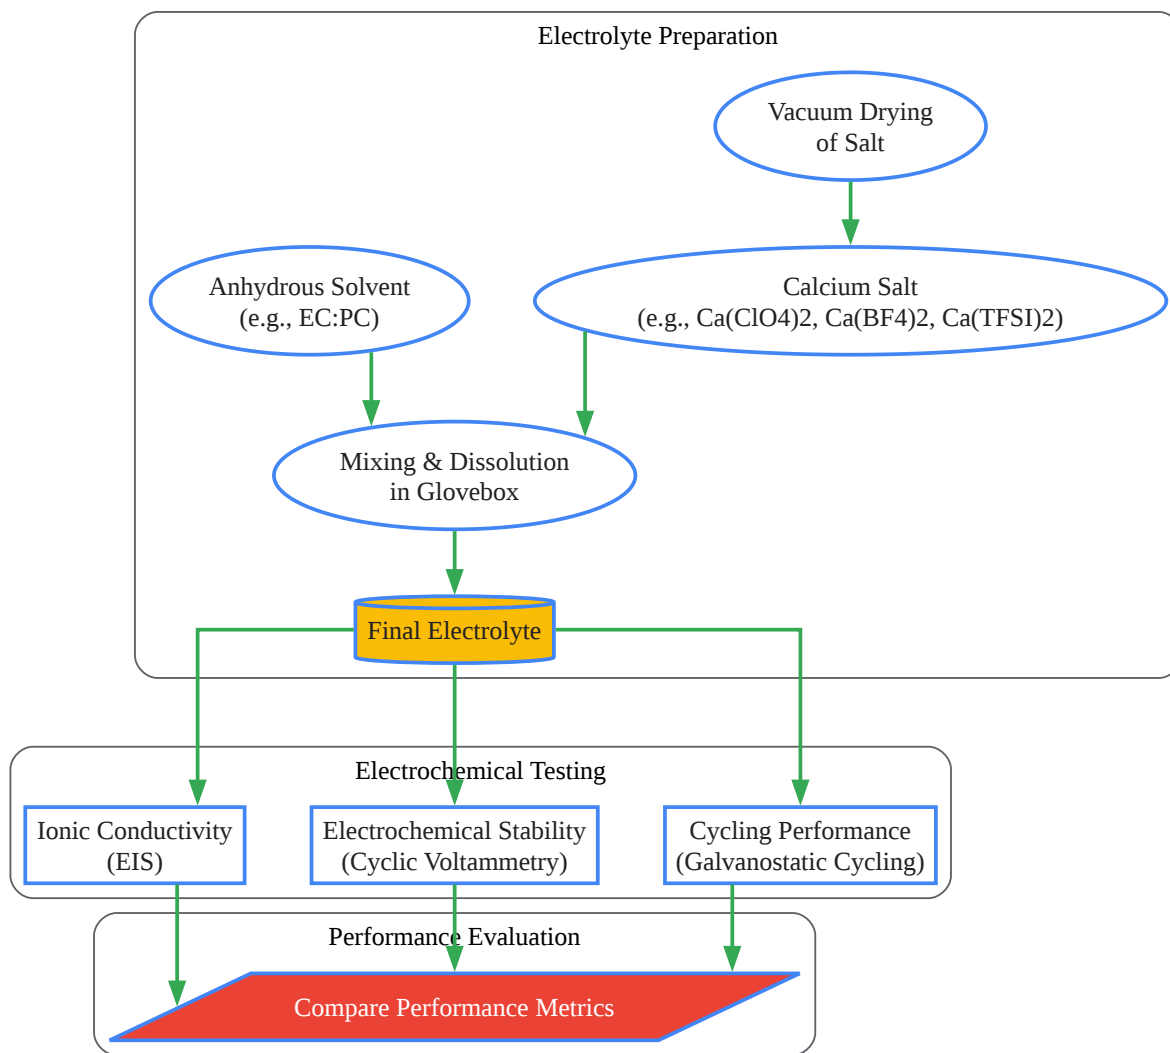 Electrolyte Preparation
Vacuum Drying
of Salt
Anhydrous Solvent
(e.g., EC:PC)
Calcium Salt
(e.g., Ca(ClO4)2, Ca(BF4)2, Ca(TFSI)2)
Mixing & Dissolution
in Glovebox
Final Electrolyte
Electrochemical Testing
Ionic Conductivity
(EIS)
Electrochemical Stability
(Cyclic Voltammetry)
Cycling Performance
(Galvanostatic Cycling)
Performance Evaluation
Compare Performance Metrics